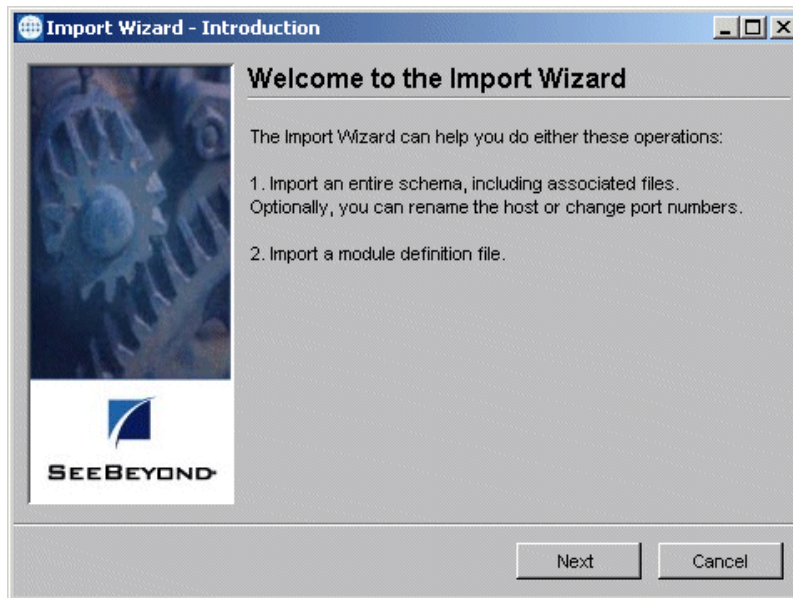 Import Wizard - Introduction
Welcome to the Import Wizard
The Import Wizard can help you do either these operations:
1. Import an entire schema, including associated files.
Optionally, you can rename the host or change port numbers.
2. Import a module definition file.
SEEBEYOND
Next
Cancel